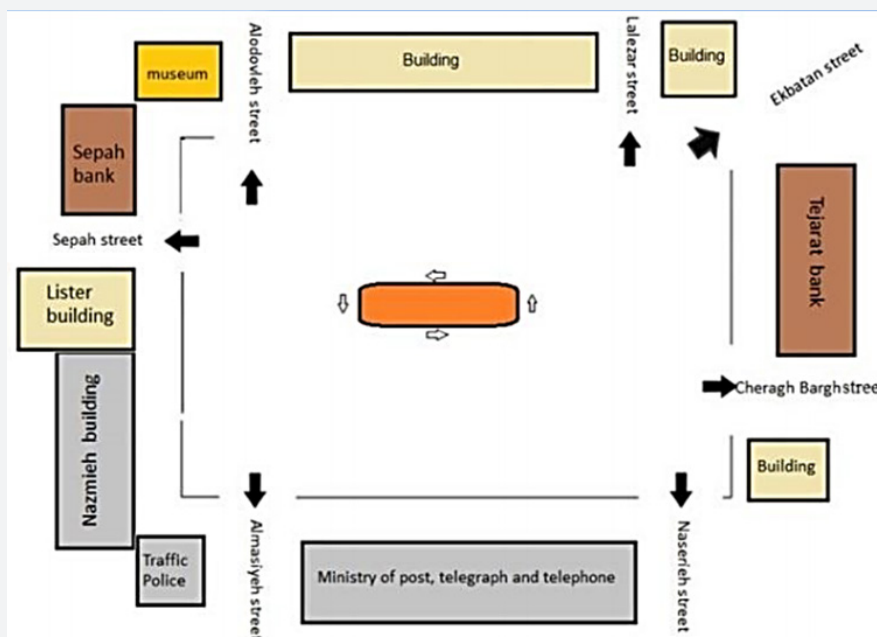 Alodovleh street
Lalezar street
Building
Building
museum
Ekbatan street
Sepah
bank
Tejarat bank
Sepah street
Lister
building
Cheragh Barghstree
Nazmieh building
Building
Traffic
Police
Almasiyeh street
Ministry of post, telegraph and telephone
Naserieh street